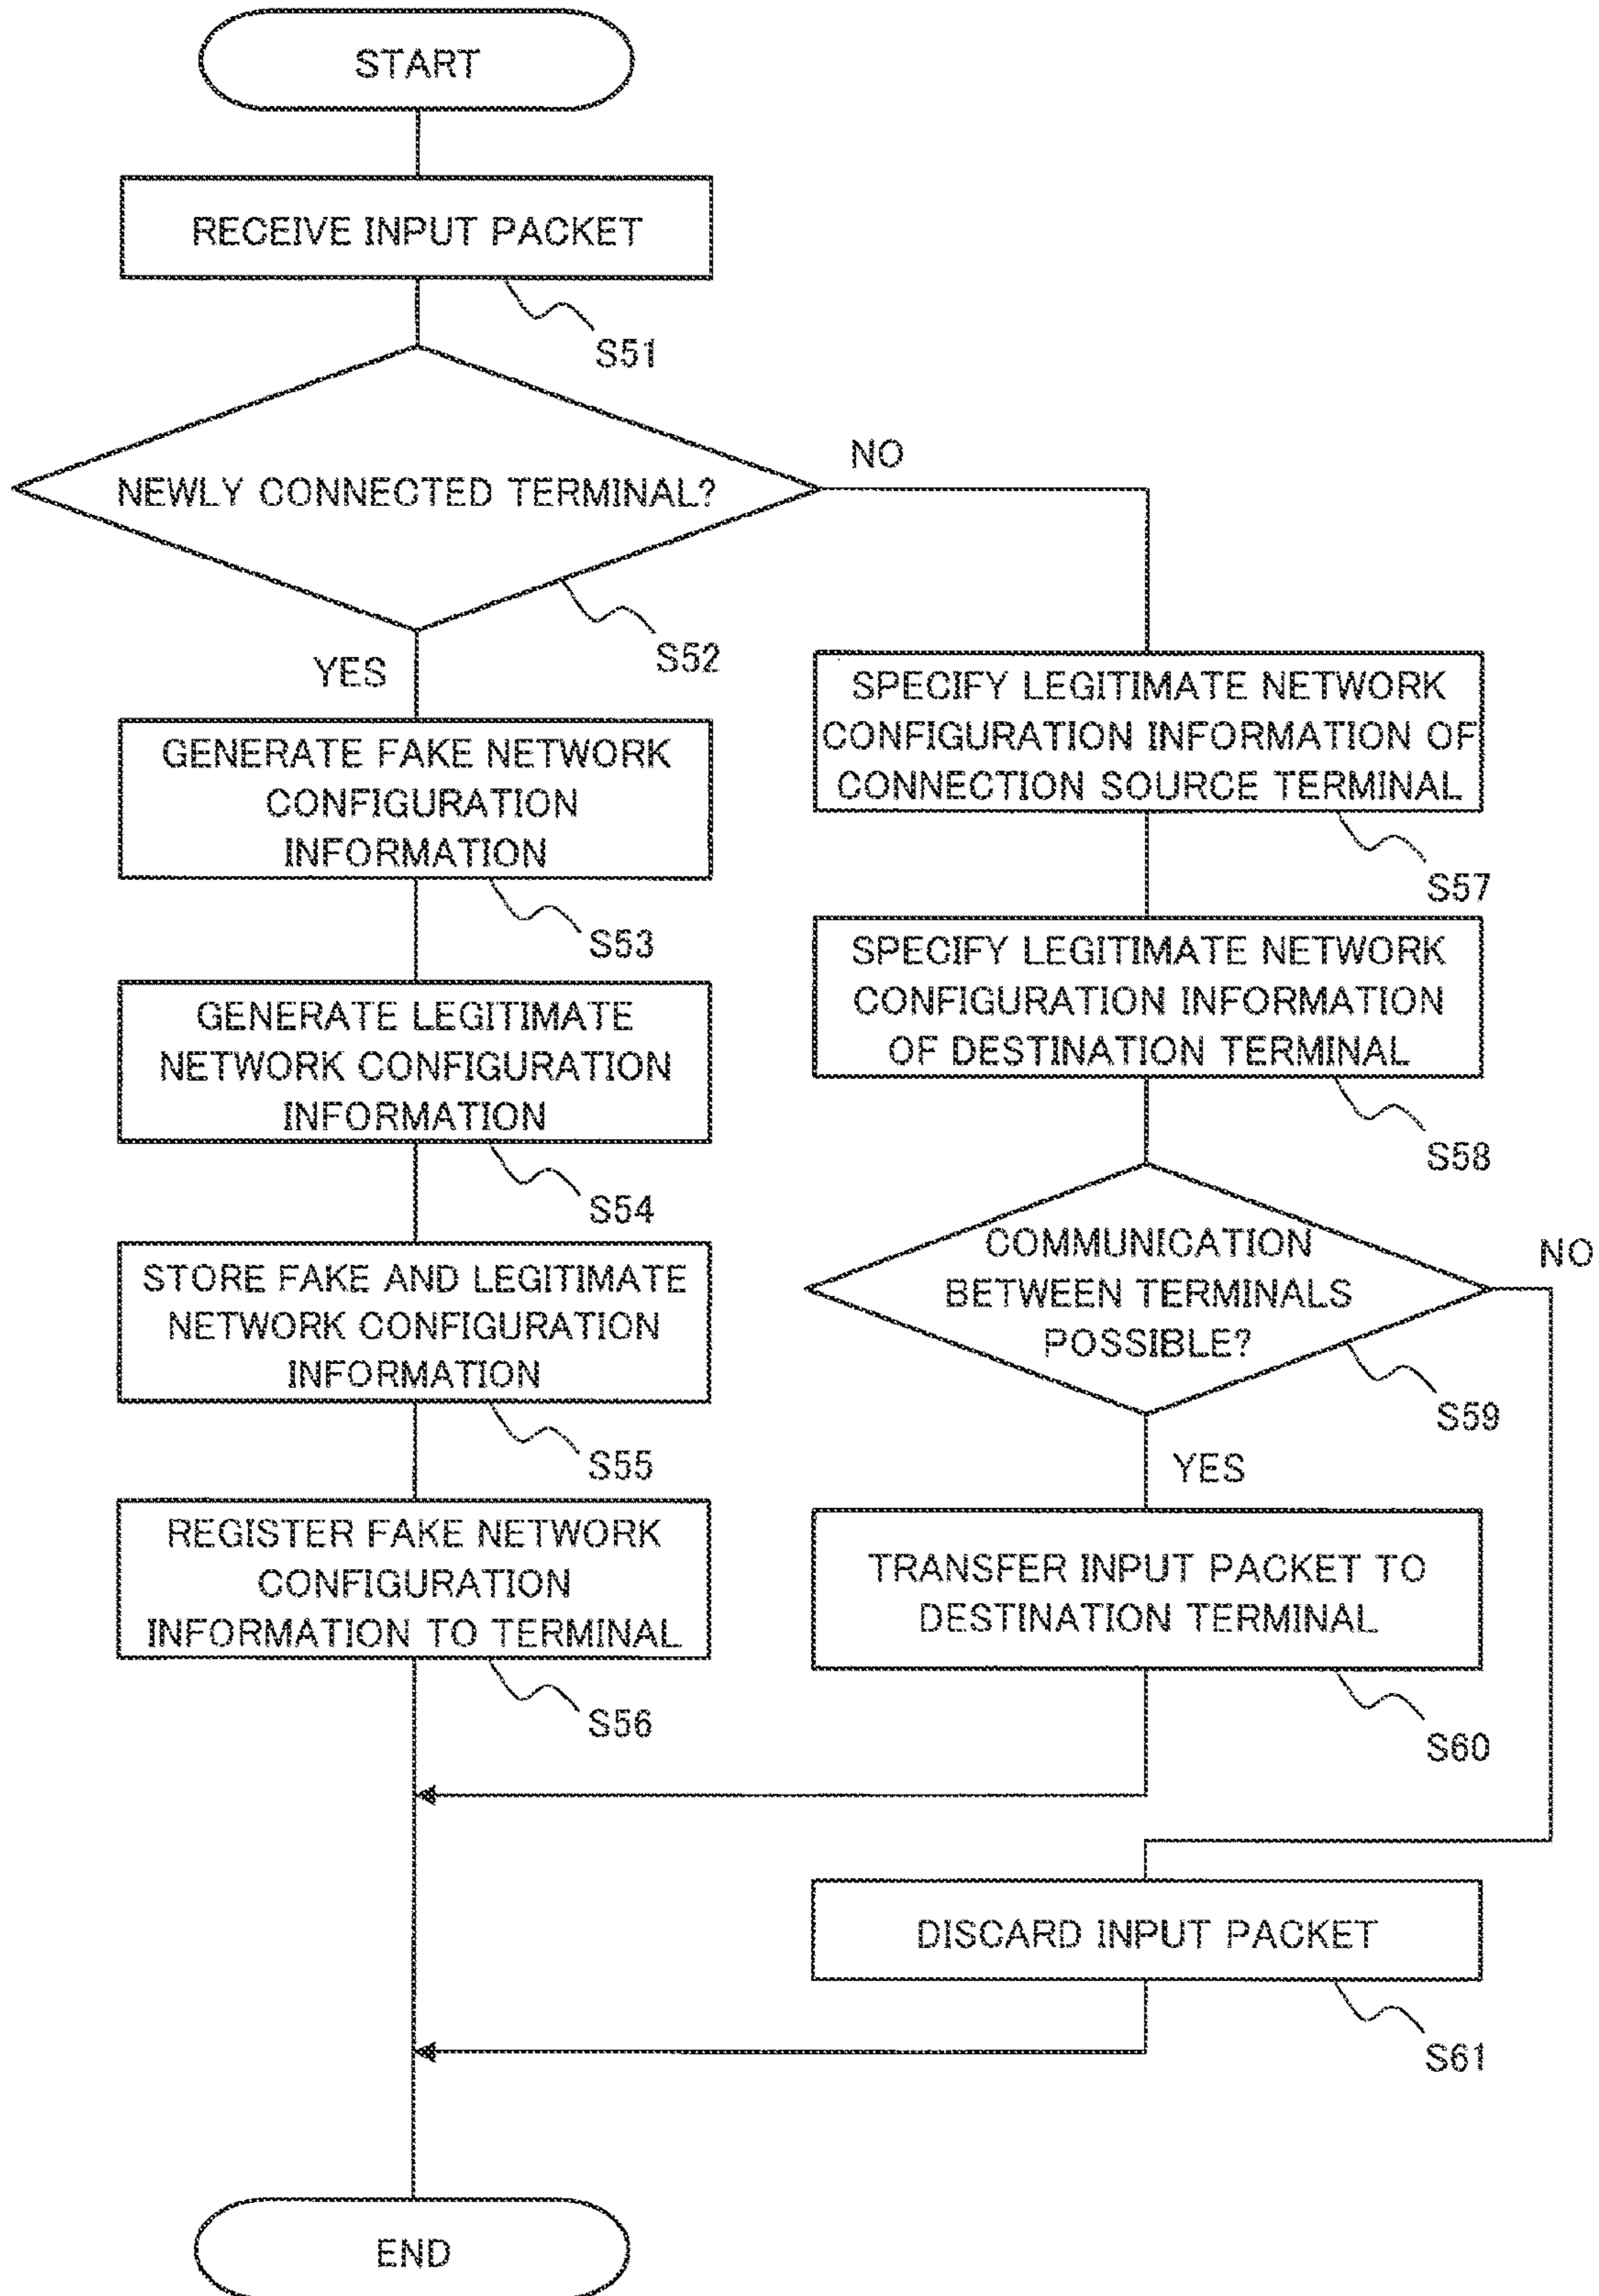 START
RECEIVE INPUT PACKET
S51
NEWLY CONNECTED TERMINAL?
NO
S52
YES
GENERATE FAKE NETWORK
CONFIGURATION
INFORMATION
S53
GENERATE LEGITIMATE
NETWORK CONFIGURATION
INFORMATION
S54
STORE FAKE AND LEGITIMATE
NETWORK CONFIGURATION
INFORMATION
S55
REGISTER FAKE NETWORK
CONFIGURATION
INFORMATION TO TERMINAL
S56
SPECIFY LEGITIMATE NETWORK
CONFIGURATION INFORMATION OF
CONNECTION SOURCE TERMINAL
S57
SPECIFY LEGITIMATE NETWORK
CONFIGURATION INFORMATION
OF DESTINATION TERMINAL
S58
COMMUNICATION
BETWEEN TERMINALS
POSSIBLE?
NO
S59
YES
TRANSFER INPUT PACKET TO
DESTINATION TERMINAL
S60
DISCARD INPUT PACKET
S61
END